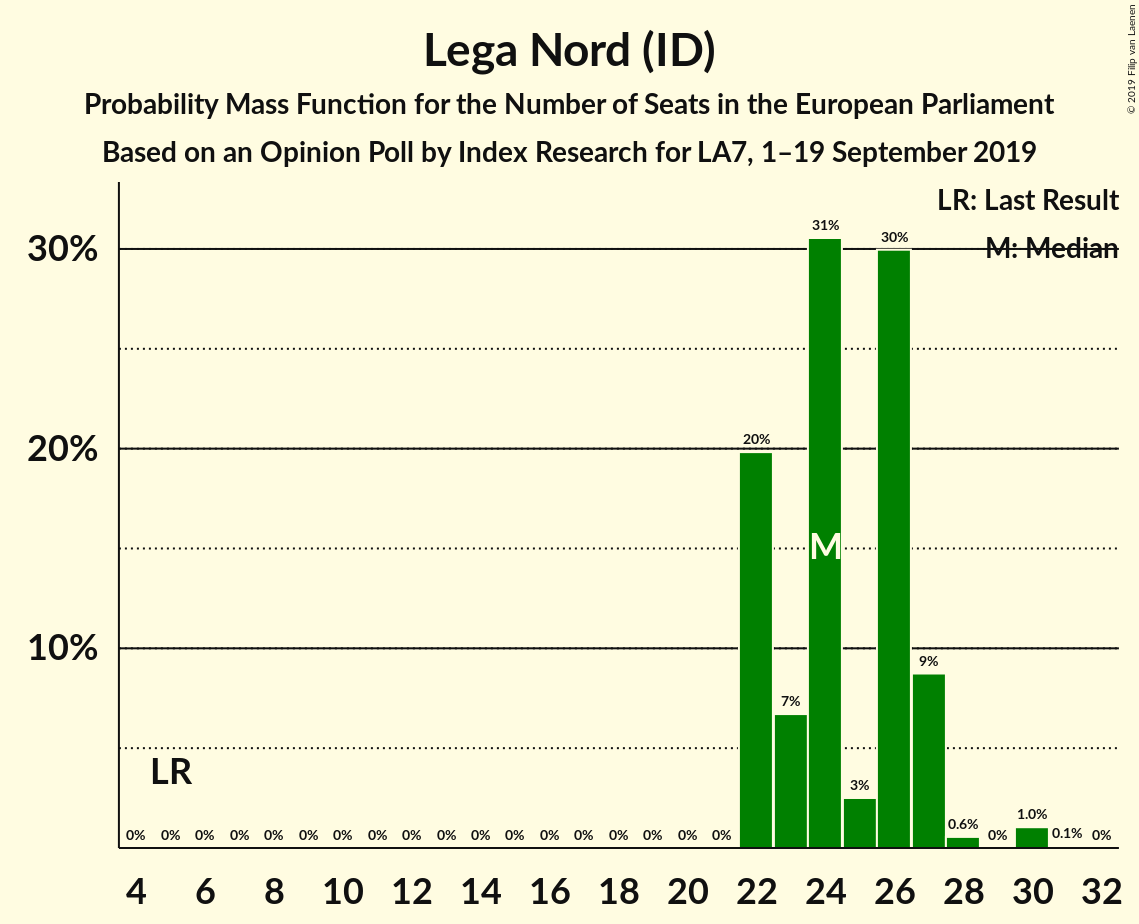 Lega Nord (ID)
Probability Mass Function for the Number of Seats in the European Parliament
Based on an Opinion Poll by Index Research for LA7, 1–19 September 2019
© 2019 Filip van Laenen
LR: Last Result
M: Median
30%
20%
10%
31%
30%
20%
M
9%
7%
LR
3%
1.0%
0.6%
0% 0% 0% 0% 0% 0% 0% 0% 0% 0% 0% 0% 0% 0% 0% 0% 0% 0% 0% 0.1% 0%
4 6 8 10 12 14 16 18 20 22 24 26 28 30 32